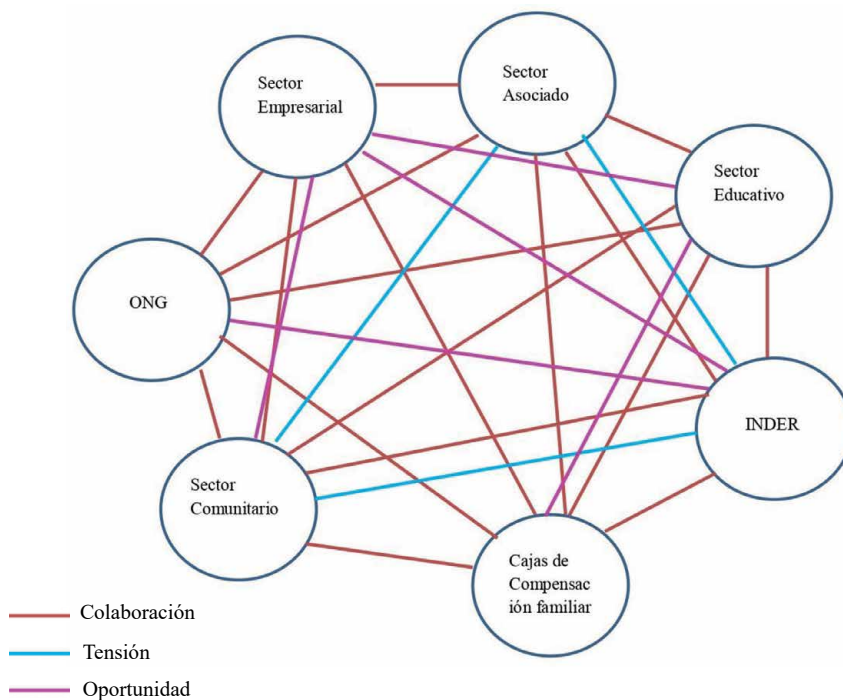 Sector
Empresarial
Sector
Asociado
Sector
Educativo
ONG
INDER
Sector
Comunitario
Cajas de
Compensac
ión familiar
Colaboración
Tensión
Oportunidad